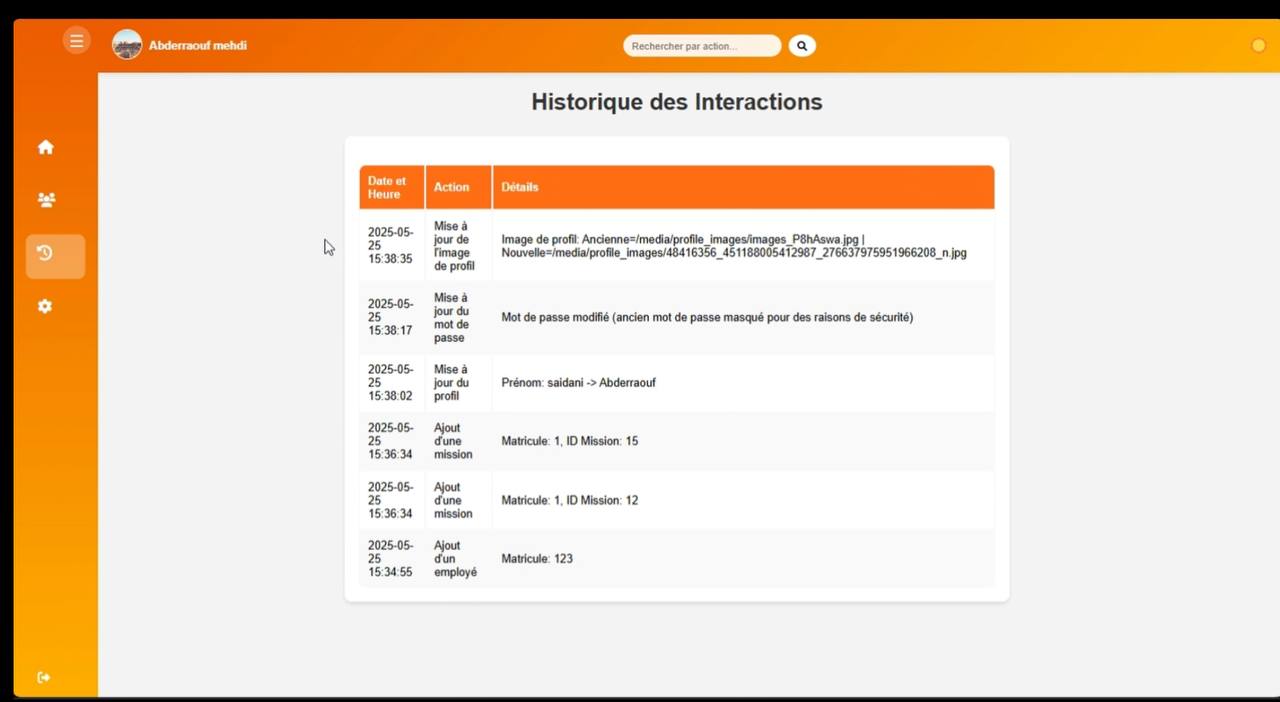 Abderraouf mehdi
Rechercher par action...
Historique des Interactions
Date et
Heure
Action
Détails
2025-05-
25
15:38:35
Mise à
jour de
l'image
de profil
Image de profil: Ancienne=/media/profile_images/images_P8hAswa.jpg |
Nouvelle=/media/profile_images/48416356_451188005412987_276637975951966208_n.jpg
2025-05-
25
15:38:17
Mise à
jour du
mot de
passe
Mot de passe modifié (ancien mot de passe masqué pour des raisons de sécurité)
2025-05-
25
15:38:02
Mise à
jour du
profil
Prénom: saidani -> Abderraouf
2025-05-
25
15:36:34
Ajout
d'une
mission
Matricule: 1, ID Mission: 15
2025-05-
25
15:36:34
Ajout
d'une
mission
Matricule: 1, ID Mission: 12
2025-05-
25
15:34:55
Ajout
d'un
employé
Matricule: 123